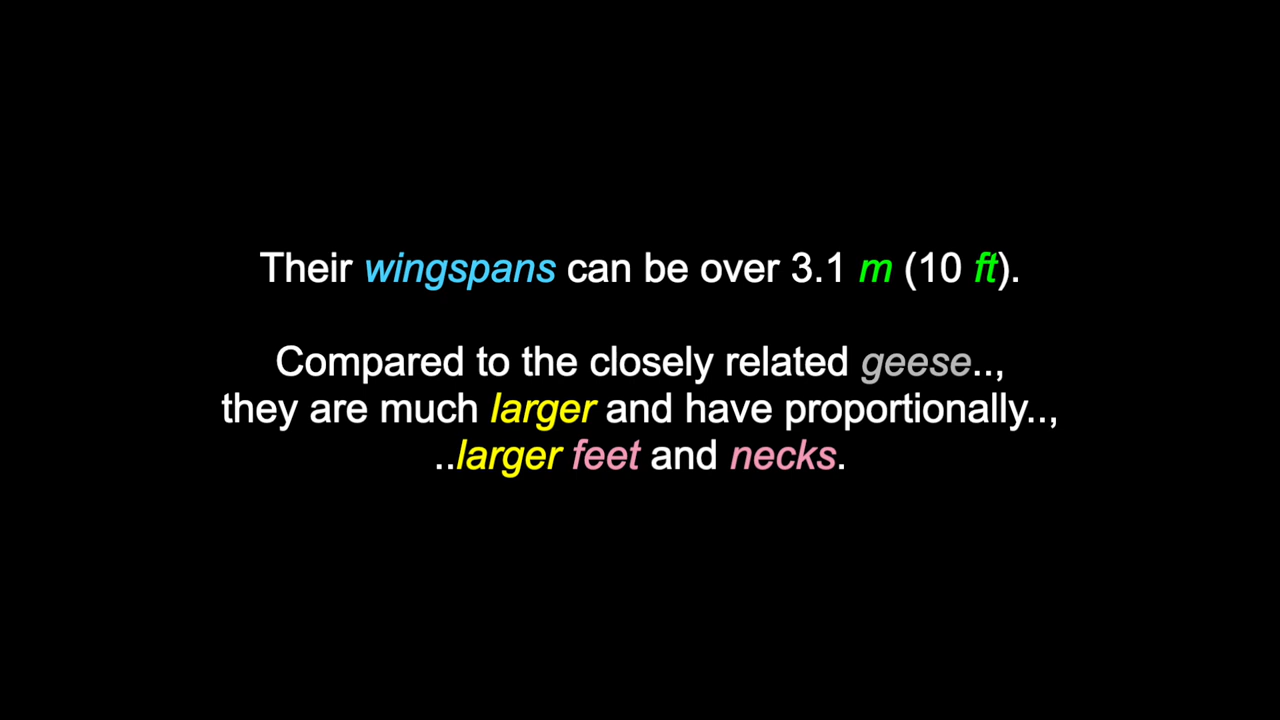 Their wingspans can be over 3.1 m (10 ft).
Compared to the closely related geese..,
they are much larger and have proportionally..,
..larger feet and necks.